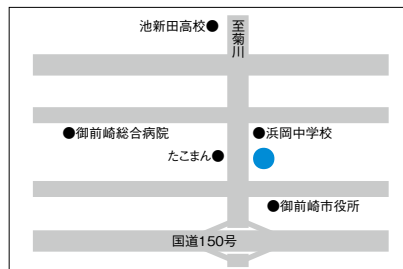 池新田高校
至菊川
御前崎総合病院
浜岡中学校
たこまん
御前崎市役所
国道150号